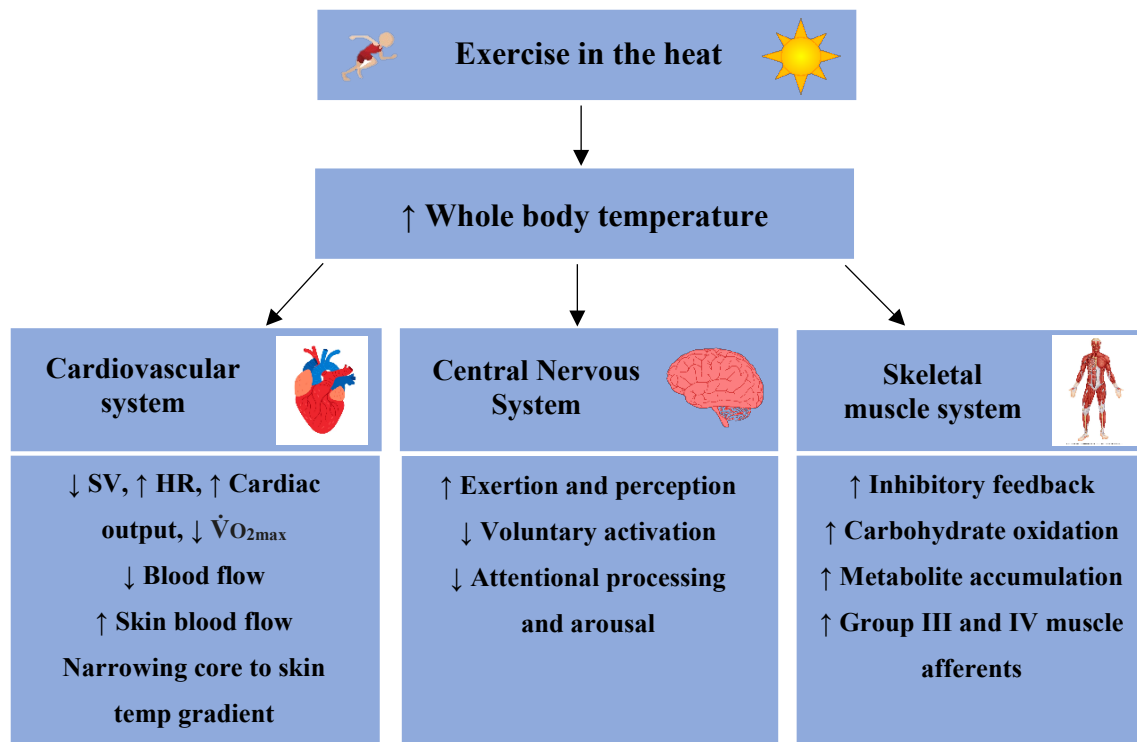 Exercise in the heat
↑ Whole body temperature
Cardiovascular
system
Central Nervous
System
Skeletal
muscle system
↓ SV, ↑ HR, ↑ Cardiac
output, ↓ V̇O₂max
↓ Blood flow
↑ Skin blood flow
Narrowing core to skin
temp gradient
↑ Exertion and perception
↓ Voluntary activation
↓ Attentional processing
and arousal
↑ Inhibitory feedback
↑ Carbohydrate oxidation
↑ Metabolite accumulation
↑ Group III and IV muscle
afferents